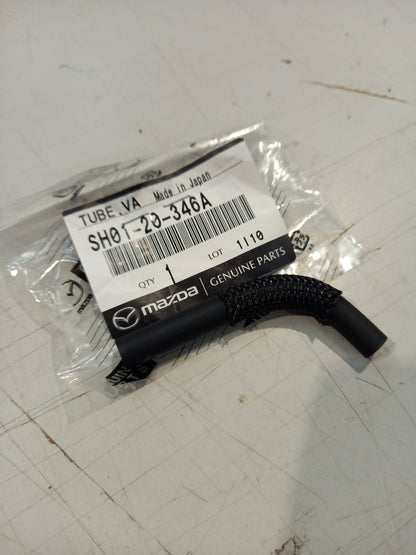 TUBE,VA Made in Japan
SH01-20-346A
QTY 1 LOT 1110
mazda GENUINE PARTS